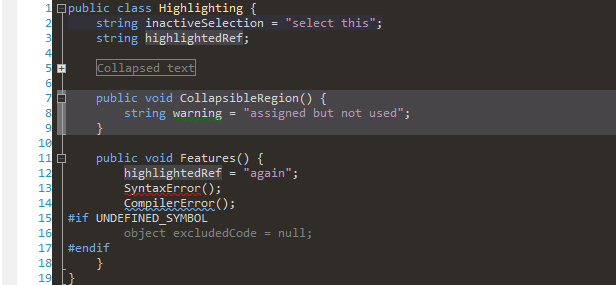 1 public class Highlighting {
2 string inactiveSelection = "select this";
3 string highlightedRef;
4
5 Collapsed text
6
7 public void CollapsibleRegion() {
8 string warning = "assigned but not used";
9 }
10
11 public void Features() {
12 highlightedRef = "again";
13 SyntaxError();
14 CompilerError();
15 #if UNDEFINED_SYMBOL
16 object excludedCode = null;
17 #endif
18 }
19 }